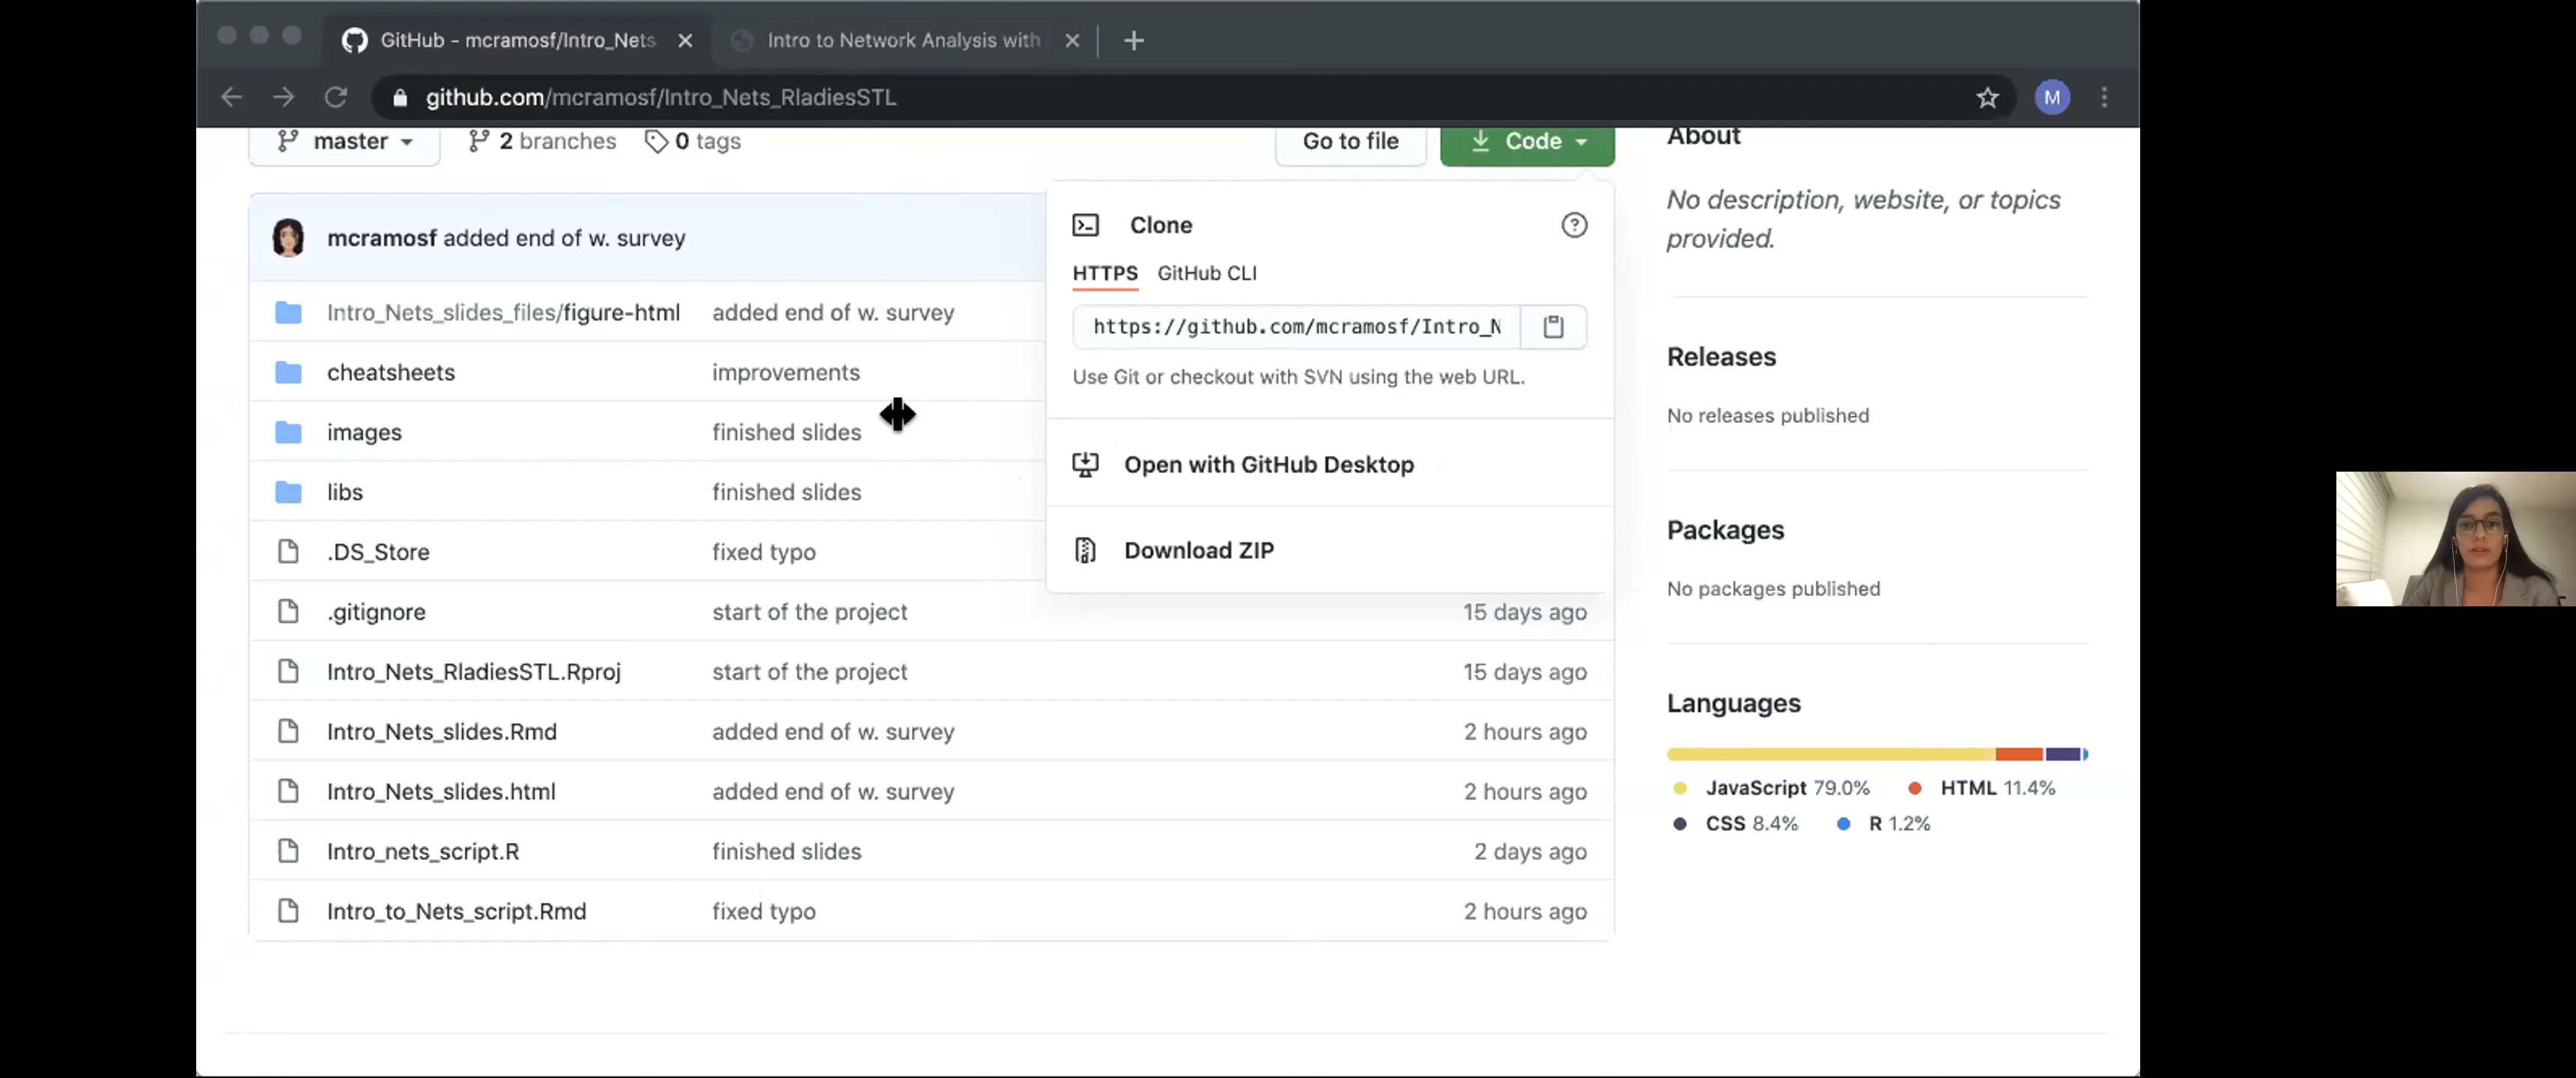 GitHub - mcramosf/Intro_Nets
Intro to Network Analysis with
github.com/mcramosf/Intro_Nets_RladiesSTL
M
master
2 branches
0 tags
Go to file
Code
mcramosf added end of w. survey
Intro_Nets_slides_files/figure-html added end of w. survey
cheatsheets improvements
images finished slides
libs finished slides
.DS_Store fixed typo
.gitignore start of the project 15 days ago
Intro_Nets_RladiesSTL.Rproj start of the project 15 days ago
Intro_Nets_slides.Rmd added end of w. survey 2 hours ago
Intro_Nets_slides.html added end of w. survey 2 hours ago
Intro_nets_script.R finished slides 2 days ago
Intro_to_Nets_script.Rmd fixed typo 2 hours ago
Clone
HTTPS GitHub CLI
https://github.com/mcramosf/Intro_N
Use Git or checkout with SVN using the web URL.
Open with GitHub Desktop
Download ZIP
About
No description, website, or topics
provided.
Releases
No releases published
Packages
No packages published
Languages
JavaScript 79.0% HTML 11.4%
CSS 8.4% R 1.2%